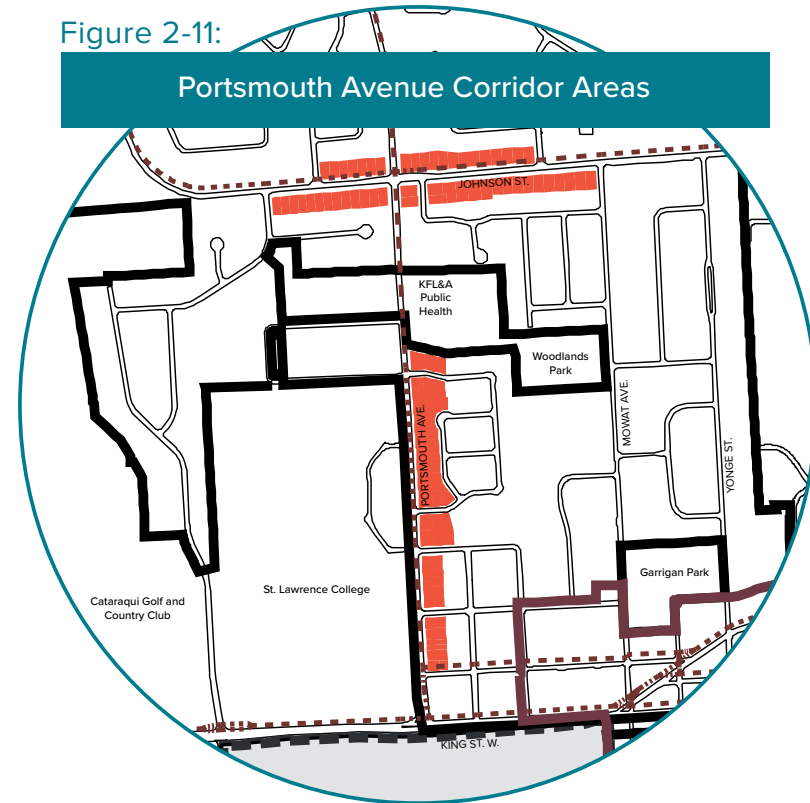 Figure 2-11:
Portsmouth Avenue Corridor Areas
JOHNSON ST.
KFL&A
Public
Health
Woodlands
Park
PORTSMOUTH AVE.
MOWAT AVE.
YONGE ST.
Garrigan Park
St. Lawrence College
Cataraqui Golf and
Country Club
KING ST. W.